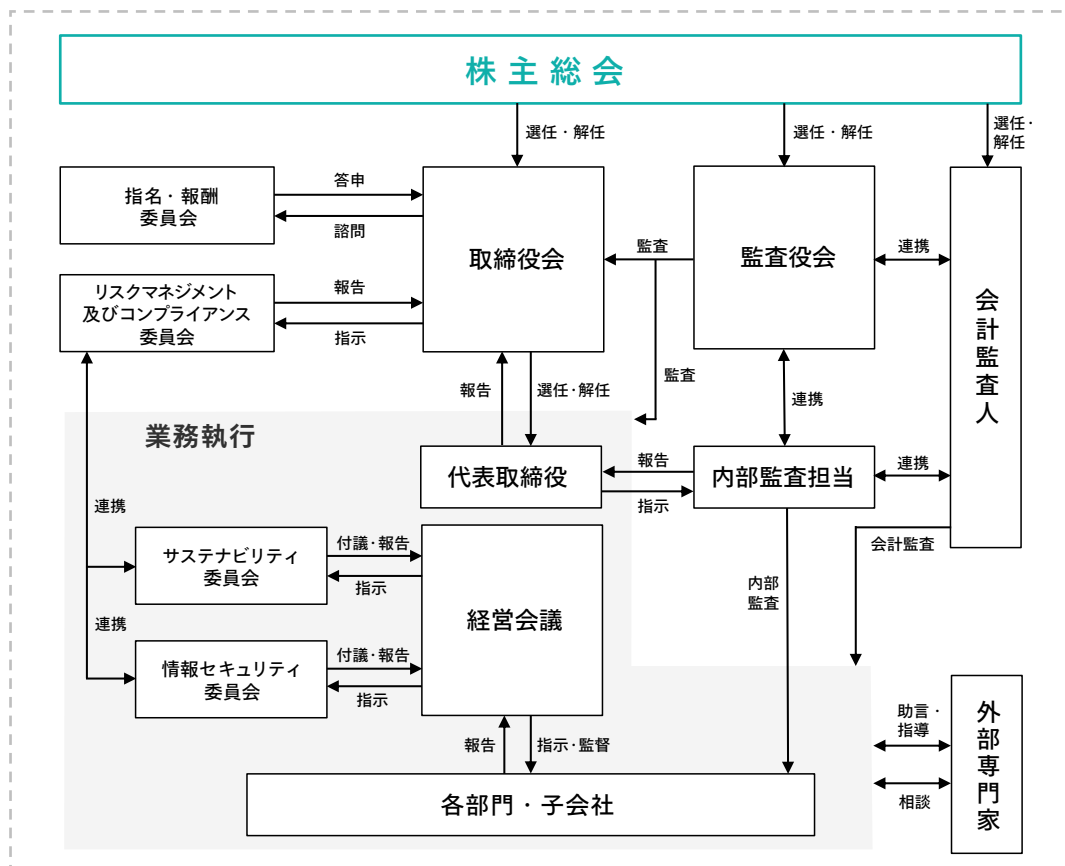 株主総会
選任・解任
選任・解任
選任・
解任
指名・報酬
委員会
答申
諮問
取締役会
監査
監査役会
連携
会計監査人
リスクマネジメント
及びコンプライアンス
委員会
報告
指示
報告
選任・解任
監査
連携
業務執行
代表取締役
報告
指示
内部監査担当
連携
連携
サステナビリティ
委員会
付議・報告
指示
経営会議
内部
監査
会計監査
連携
情報セキュリティ
委員会
付議・報告
指示
報告
指示・監督
各部門・子会社
助言・
指導
相談
外部専門家